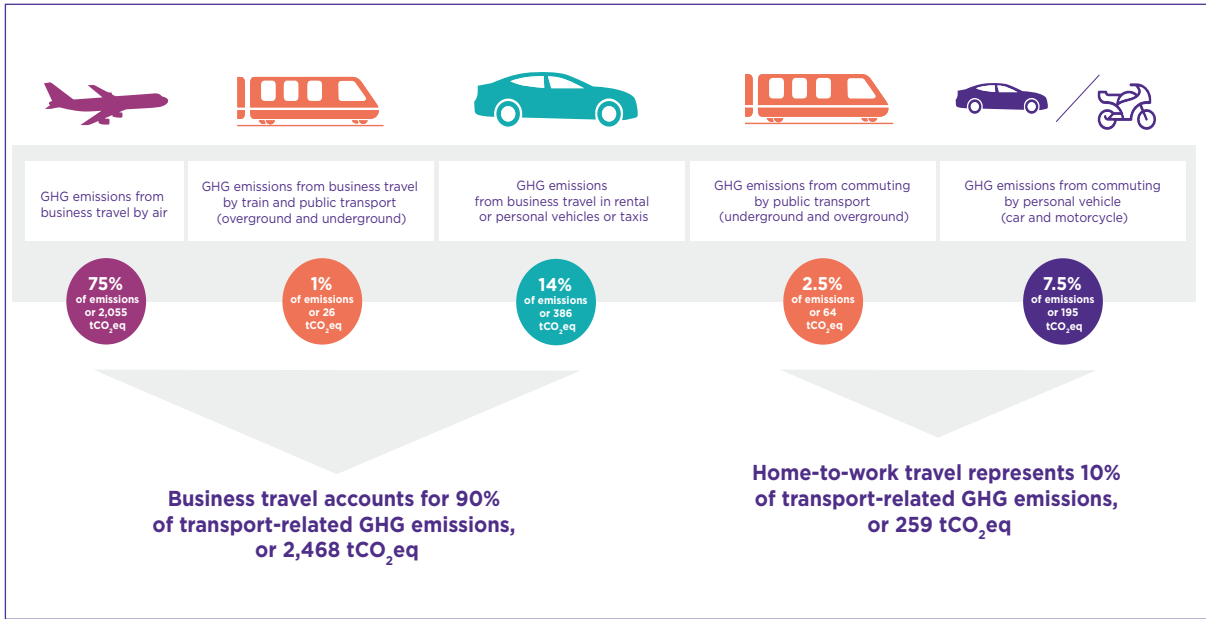 GHG emissions from
business travel by air
GHG emissions from business travel
by train and public transport
(overground and underground)
GHG emissions
from business travel in rental
or personal vehicles or taxis
GHG emissions from commuting
by public transport
(underground and overground)
GHG emissions from commuting
by personal vehicle
(car and motorcycle)
75%
of emissions
or 2,055
tCO₂eq
1%
of emissions
or 26
tCO₂eq
14%
of emissions
or 386
tCO₂eq
2.5%
of emissions
or 64
tCO₂eq
7.5%
of emissions
or 195
tCO₂eq
Business travel accounts for 90%
of transport-related GHG emissions,
or 2,468 tCO₂eq
Home-to-work travel represents 10%
of transport-related GHG emissions,
or 259 tCO₂eq